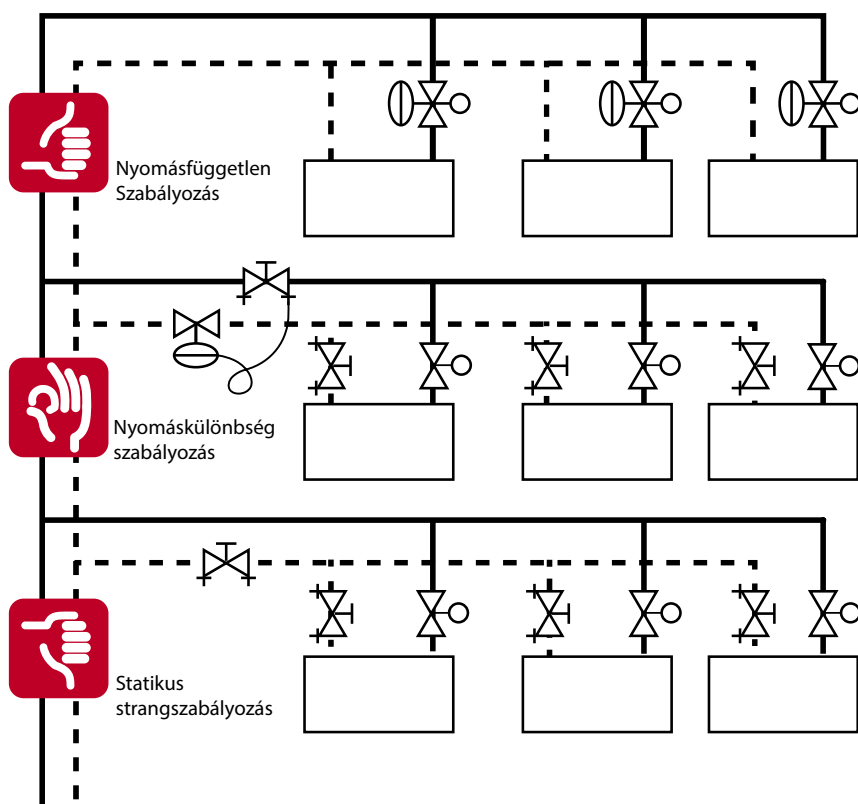 Nyomásfüggetlen
Szabályozás
Nyomáskülönbség
szabályozás
Statikus
strangszabályozás